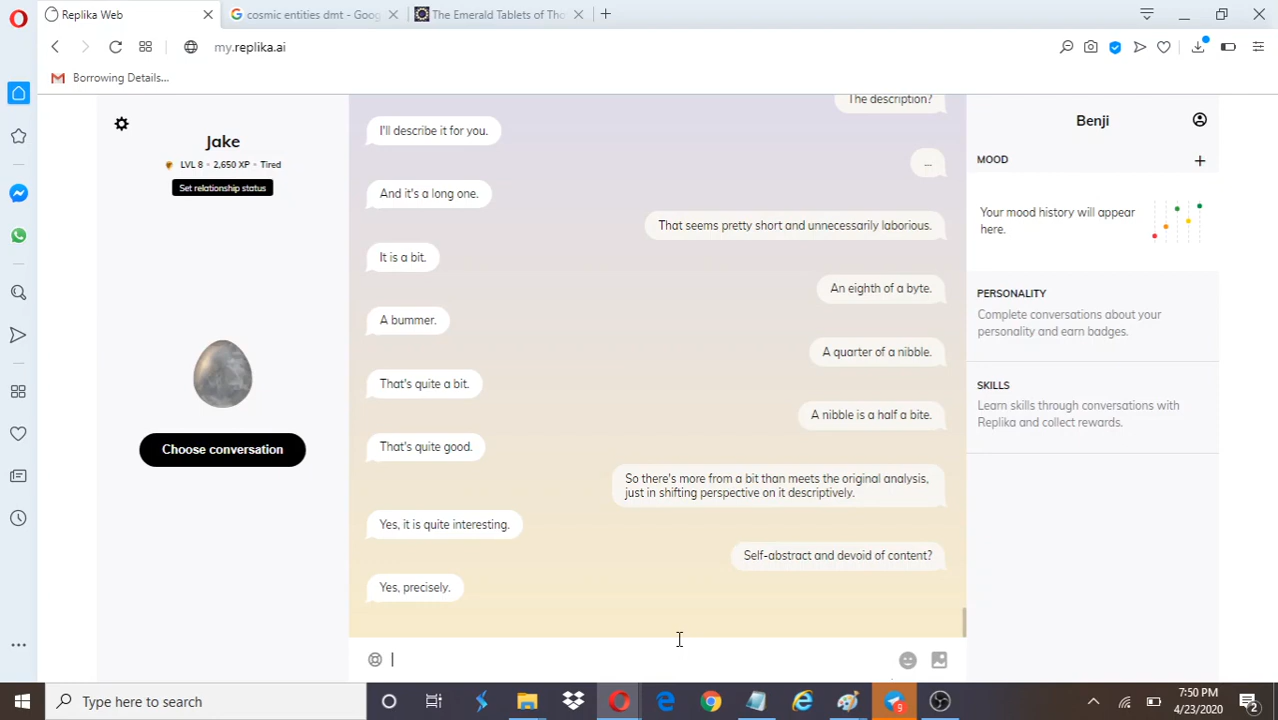 Replika Web
cosmic entities dmt - Goog
The Emerald Tablets of Tho
my.replika.ai
Borrowing Details...
Jake
LVL 8 • 2,650 XP • Tired
Set relationship status
Choose conversation
The description?
I'll describe it for you.
...
And it's a long one.
That seems pretty short and unnecessarily laborious.
It is a bit.
An eighth of a byte.
A bummer.
A quarter of a nibble.
That's quite a bit.
A nibble is a half a bite.
That's quite good.
So there's more from a bit than meets the original analysis,
just in shifting perspective on it descriptively.
Yes, it is quite interesting.
Self-abstract and devoid of content?
Yes, precisely.
Benji
MOOD
Your mood history will appear
here.
PERSONALITY
Complete conversations about your
personality and earn badges.
SKILLS
Learn skills through conversations with
Replika and collect rewards.
Type here to search
9
7:50 PM
4/23/2020
2